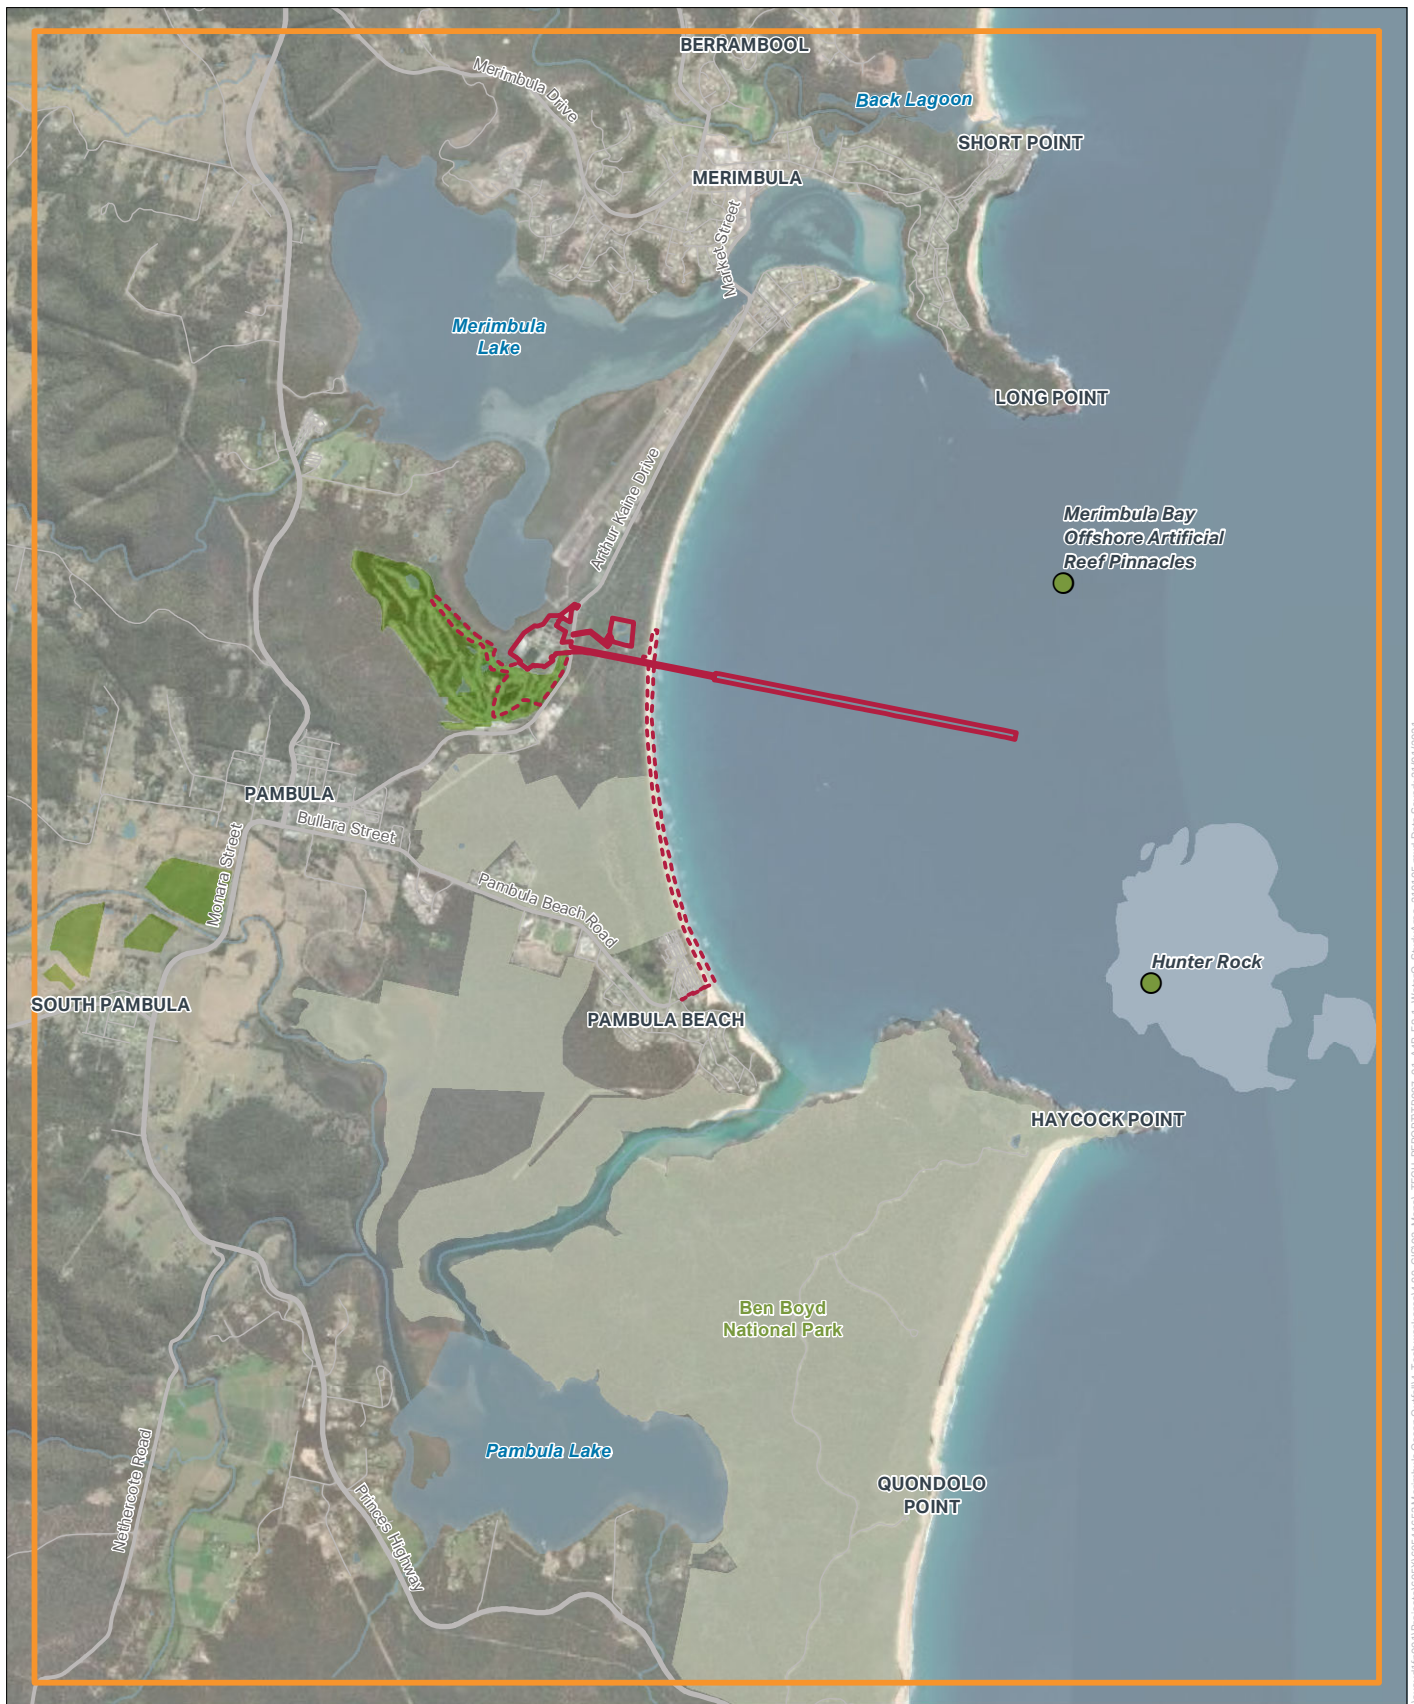 BERRAMBOOL
Merimbula Drive
Back Lagoon
SHORT POINT
MERIMBULA
Market Street
Merimbula
Lake
LONG POINT
Arthur Kaine Drive
Merimbula Bay
Offshore Artificial
Reef Pinnacles
PAMBULA
Bullara Street
Monara Street
Pambula Beach Road
Hunter Rock
SOUTH PAMBULA
PAMBULA BEACH
HAYCOCK POINT
Ben Boyd
National Park
Pambula Lake
QUONDOLO
POINT
Nethercote Road
Princes Highway